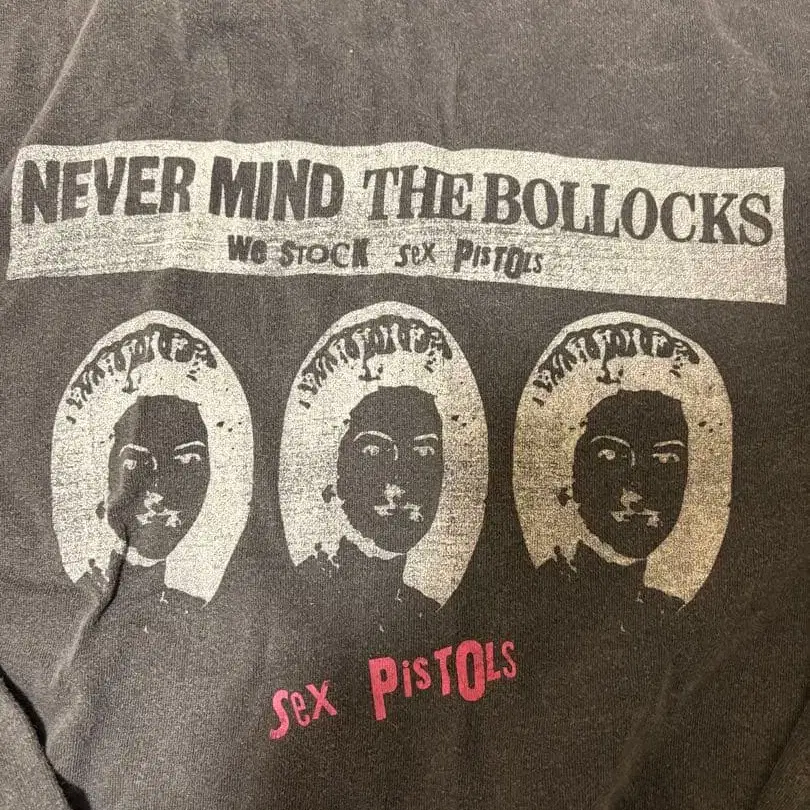 NEVER MIND THE BOLLOCKS
We STOCK sex PisTOLs
sex PisTOLs